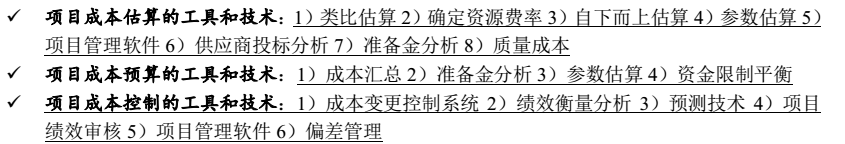 ✓ 项目成本估算的工具和技术：1）类比估算 2）确定资源费率 3）自下而上估算 4）参数估算 5）
项目管理软件 6）供应商投标分析 7）准备金分析 8）质量成本
✓ 项目成本预算的工具和技术：1）成本汇总 2）准备金分析 3）参数估算 4）资金限制平衡
✓ 项目成本控制的工具和技术：1）成本变更控制系统 2）绩效衡量分析 3）预测技术 4）项目
绩效审核 5）项目管理软件 6）偏差管理